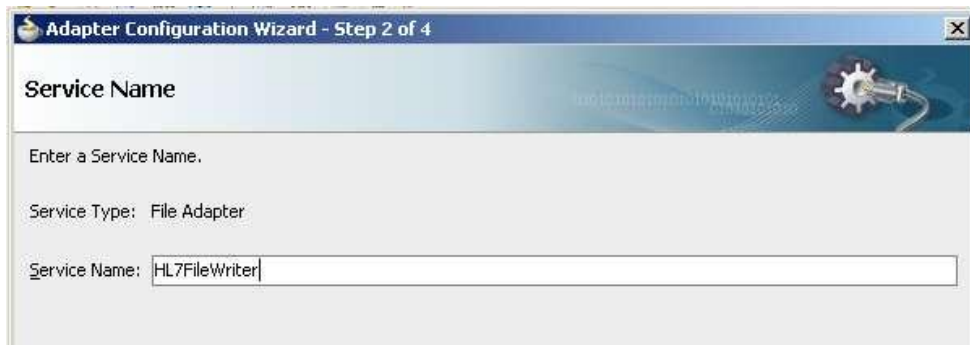 Adapter Configuration Wizard - Step 2 of 4
Service Name
Enter a Service Name.
Service Type: File Adapter
Service Name: HL7FileWriter